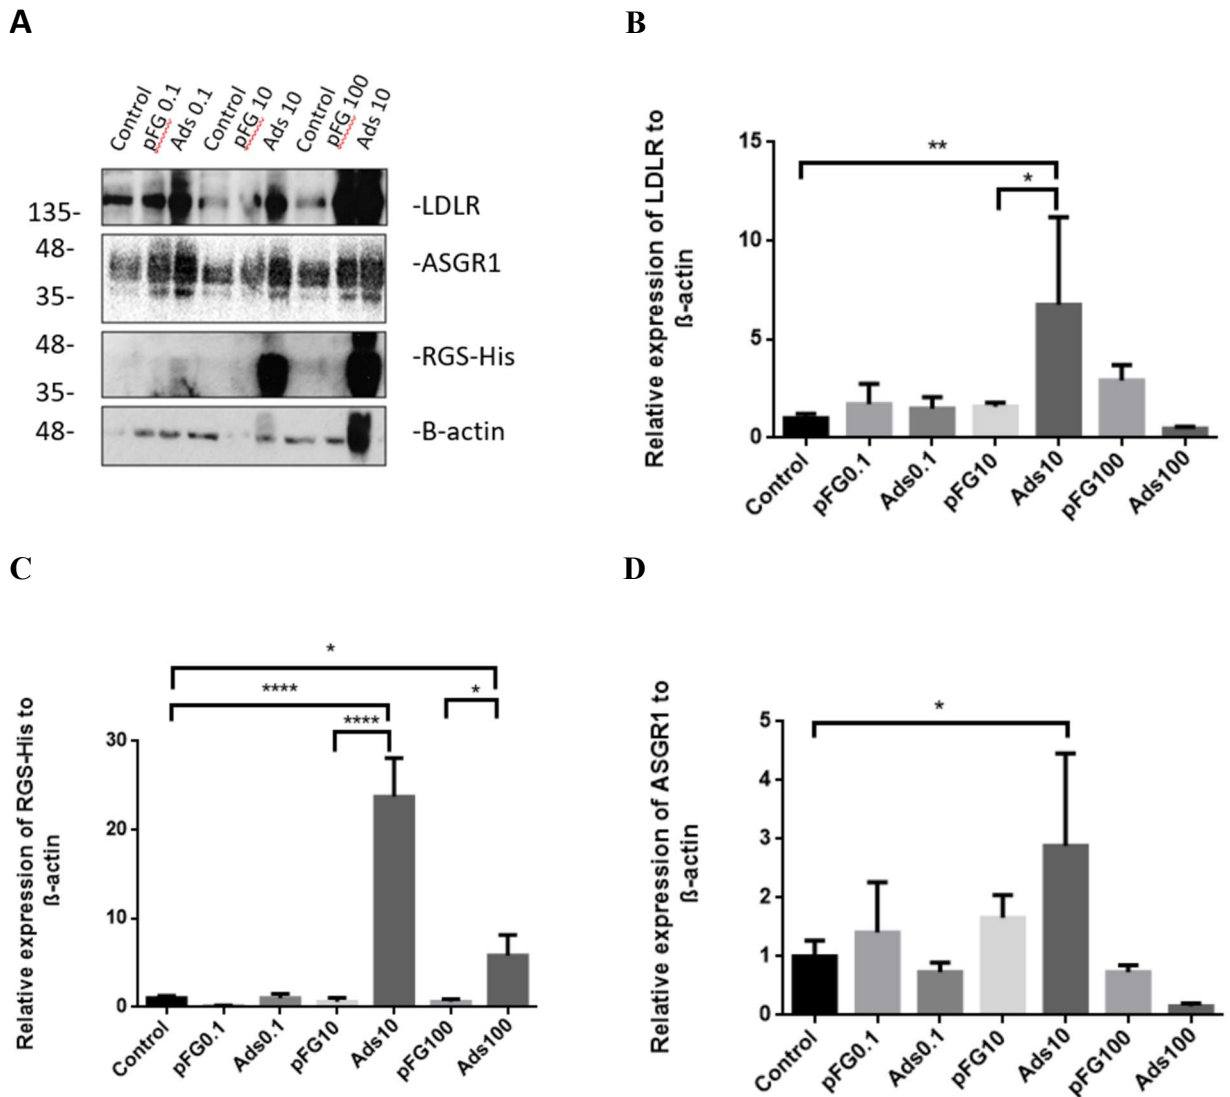 A
B
Control
pFG 0.1
Ads 0.1
Control
pFG 10
Ads 10
Control
pFG 100
Ads 10
135-
-LDLR
48-
-ASGR1
35-
48-
-RGS-His
35-
48-
-B-actin
Relative expression of LDLR to
ß-actin
15
10
5
0
**
*
Control
pFG0.1
Ads0.1
pFG10
Ads10
pFG100
Ads100
C
D
Relative expression of RGS-His to
ß-actin
30
20
10
0
*
****
****
*
Control
pFG0.1
Ads0.1
pFG10
Ads10
pFG100
Ads100
Relative expression of ASGR1 to
ß-actin
5
4
3
2
1
0
*
Control
pFG0.1
Ads0.1
pFG10
Ads10
pFG100
Ads100